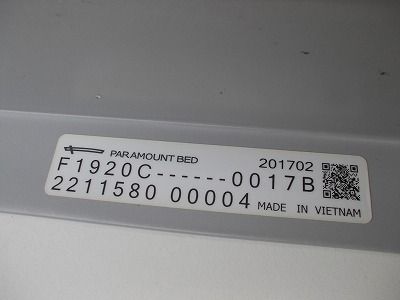 PARAMOUNT BED 201702
F1920C------0017B
2211580 00004 MADE IN VIETNAM